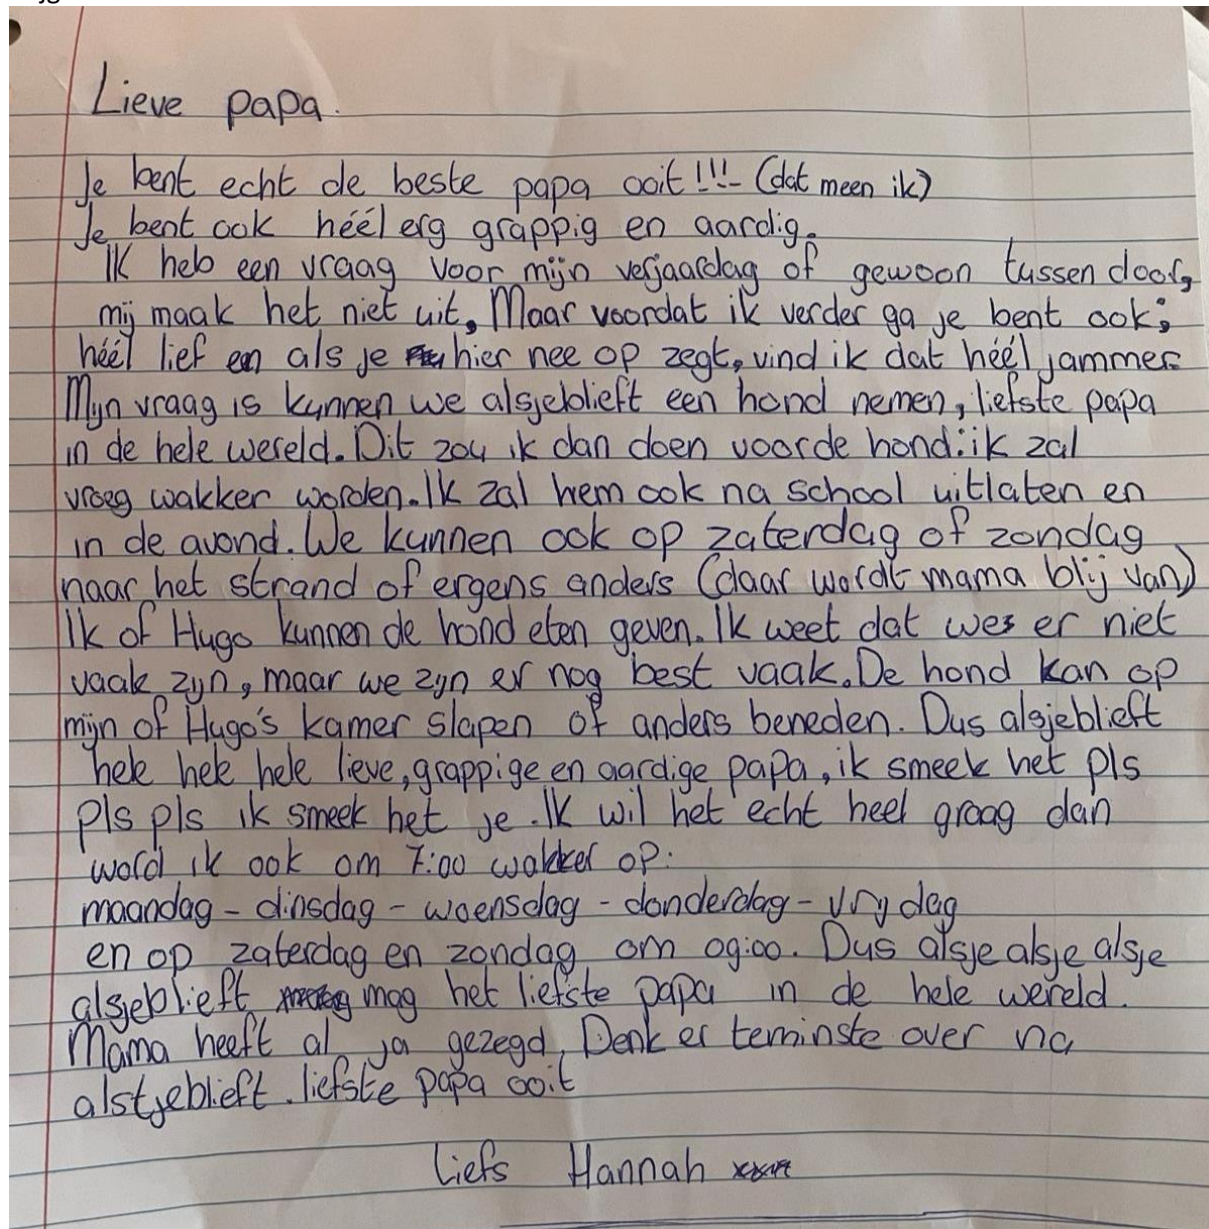 Lieve papa.
Je bent echt de beste papa ooit!!! (dat meen ik)
Je bent ook héél erg grappig en aardig.
Ik heb een vraag voor mijn verjaardag of gewoon tussen door,
mij maak het niet uit. Maar voordat ik verder ga je bent ook;
héél lief en als je hier nee op zegt, vind ik dat héél jammer.
Mijn vraag is kunnen we alsjeblieft een hond nemen, liefste papa
in de hele wereld. Dit zou ik dan doen voor de hond: ik zal
vroeg wakker worden. Ik zal hem ook na school uitlaten en
in de avond. We kunnen ook op zaterdag of zondag
naar het strand of ergens anders (daar wordt mama blij van)
Ik of Hugo kunnen de hond eten geven. Ik weet dat we er niet
vaak zijn, maar we zijn er nog best vaak. De hond kan op
mijn of Hugo's kamer slapen of anders beneden. Dus alsjeblieft
hele hele hele lieve, grappige en aardige papa, ik smeek het pls
pls pls ik smeek het je. Ik wil het echt heel graag dan
word ik ook om 7:00 wakker op:
maandag - dinsdag - woensdag - donderdag - vrijdag
en op zaterdag en zondag om 09:00. Dus alsje alsje alsje
alsjeblieft mag het liefste papa in de hele wereld.
Mama heeft al ja gezegd. Denk er teminste over na
alstjeblieft. liefste papa ooit
Liefs Hannah